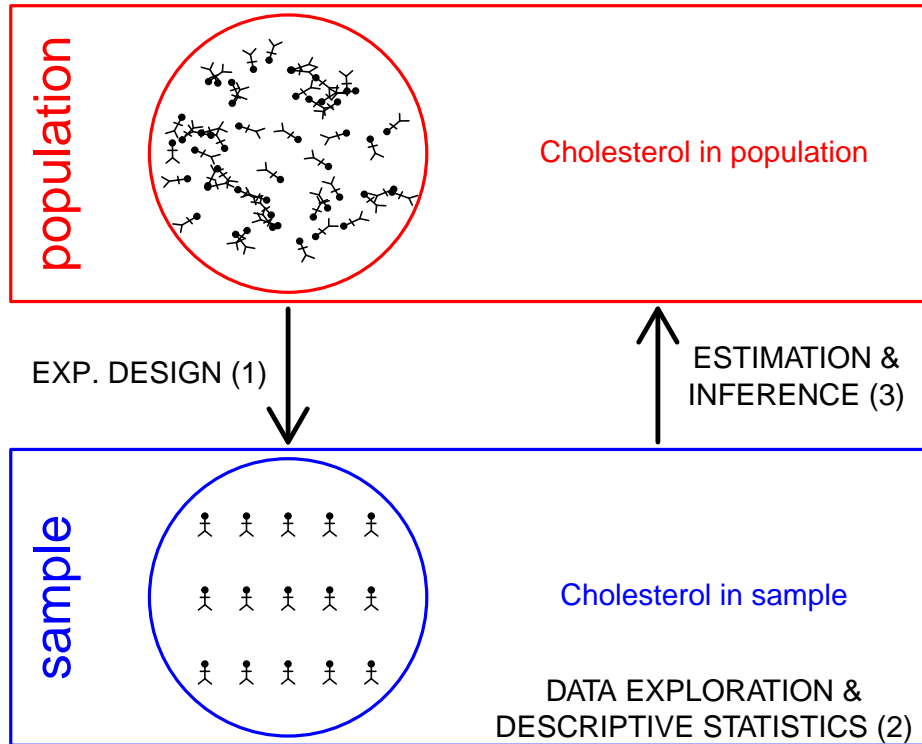 population
Cholesterol in population
EXP. DESIGN (1)
ESTIMATION &
INFERENCE (3)
sample
Cholesterol in sample
DATA EXPLORATION &
DESCRIPTIVE STATISTICS (2)